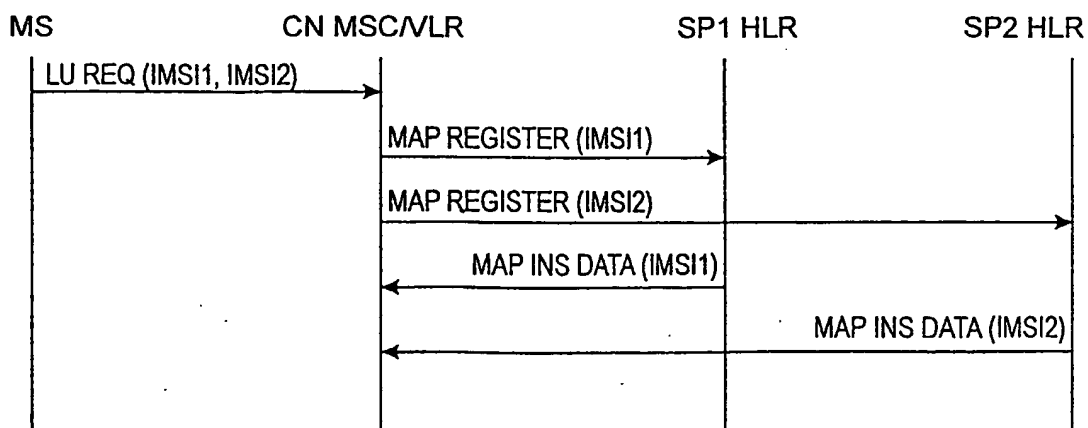 MS CN MSC/VLR SP1 HLR SP2 HLR
LU REQ (IMSI1, IMSI2)
MAP REGISTER (IMSI1)
MAP REGISTER (IMSI2)
MAP INS DATA (IMSI1)
MAP INS DATA (IMSI2)